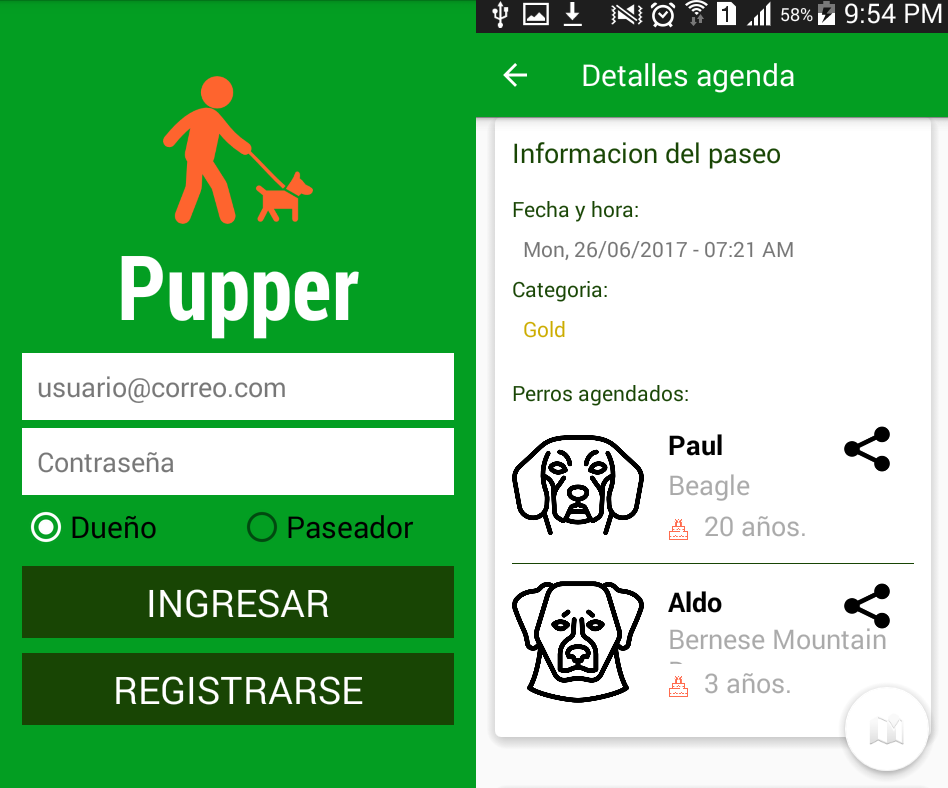 Pupper
usuario@correo.com
Contraseña
Dueño Paseador
INGRESAR
REGISTRARSE
1 58% 9:54 PM
Detalles agenda
Informacion del paseo
Fecha y hora:
Mon, 26/06/2017 - 07:21 AM
Categoria:
Gold
Perros agendados:
Paul
Beagle
20 años.
Aldo
Bernese Mountain
3 años.